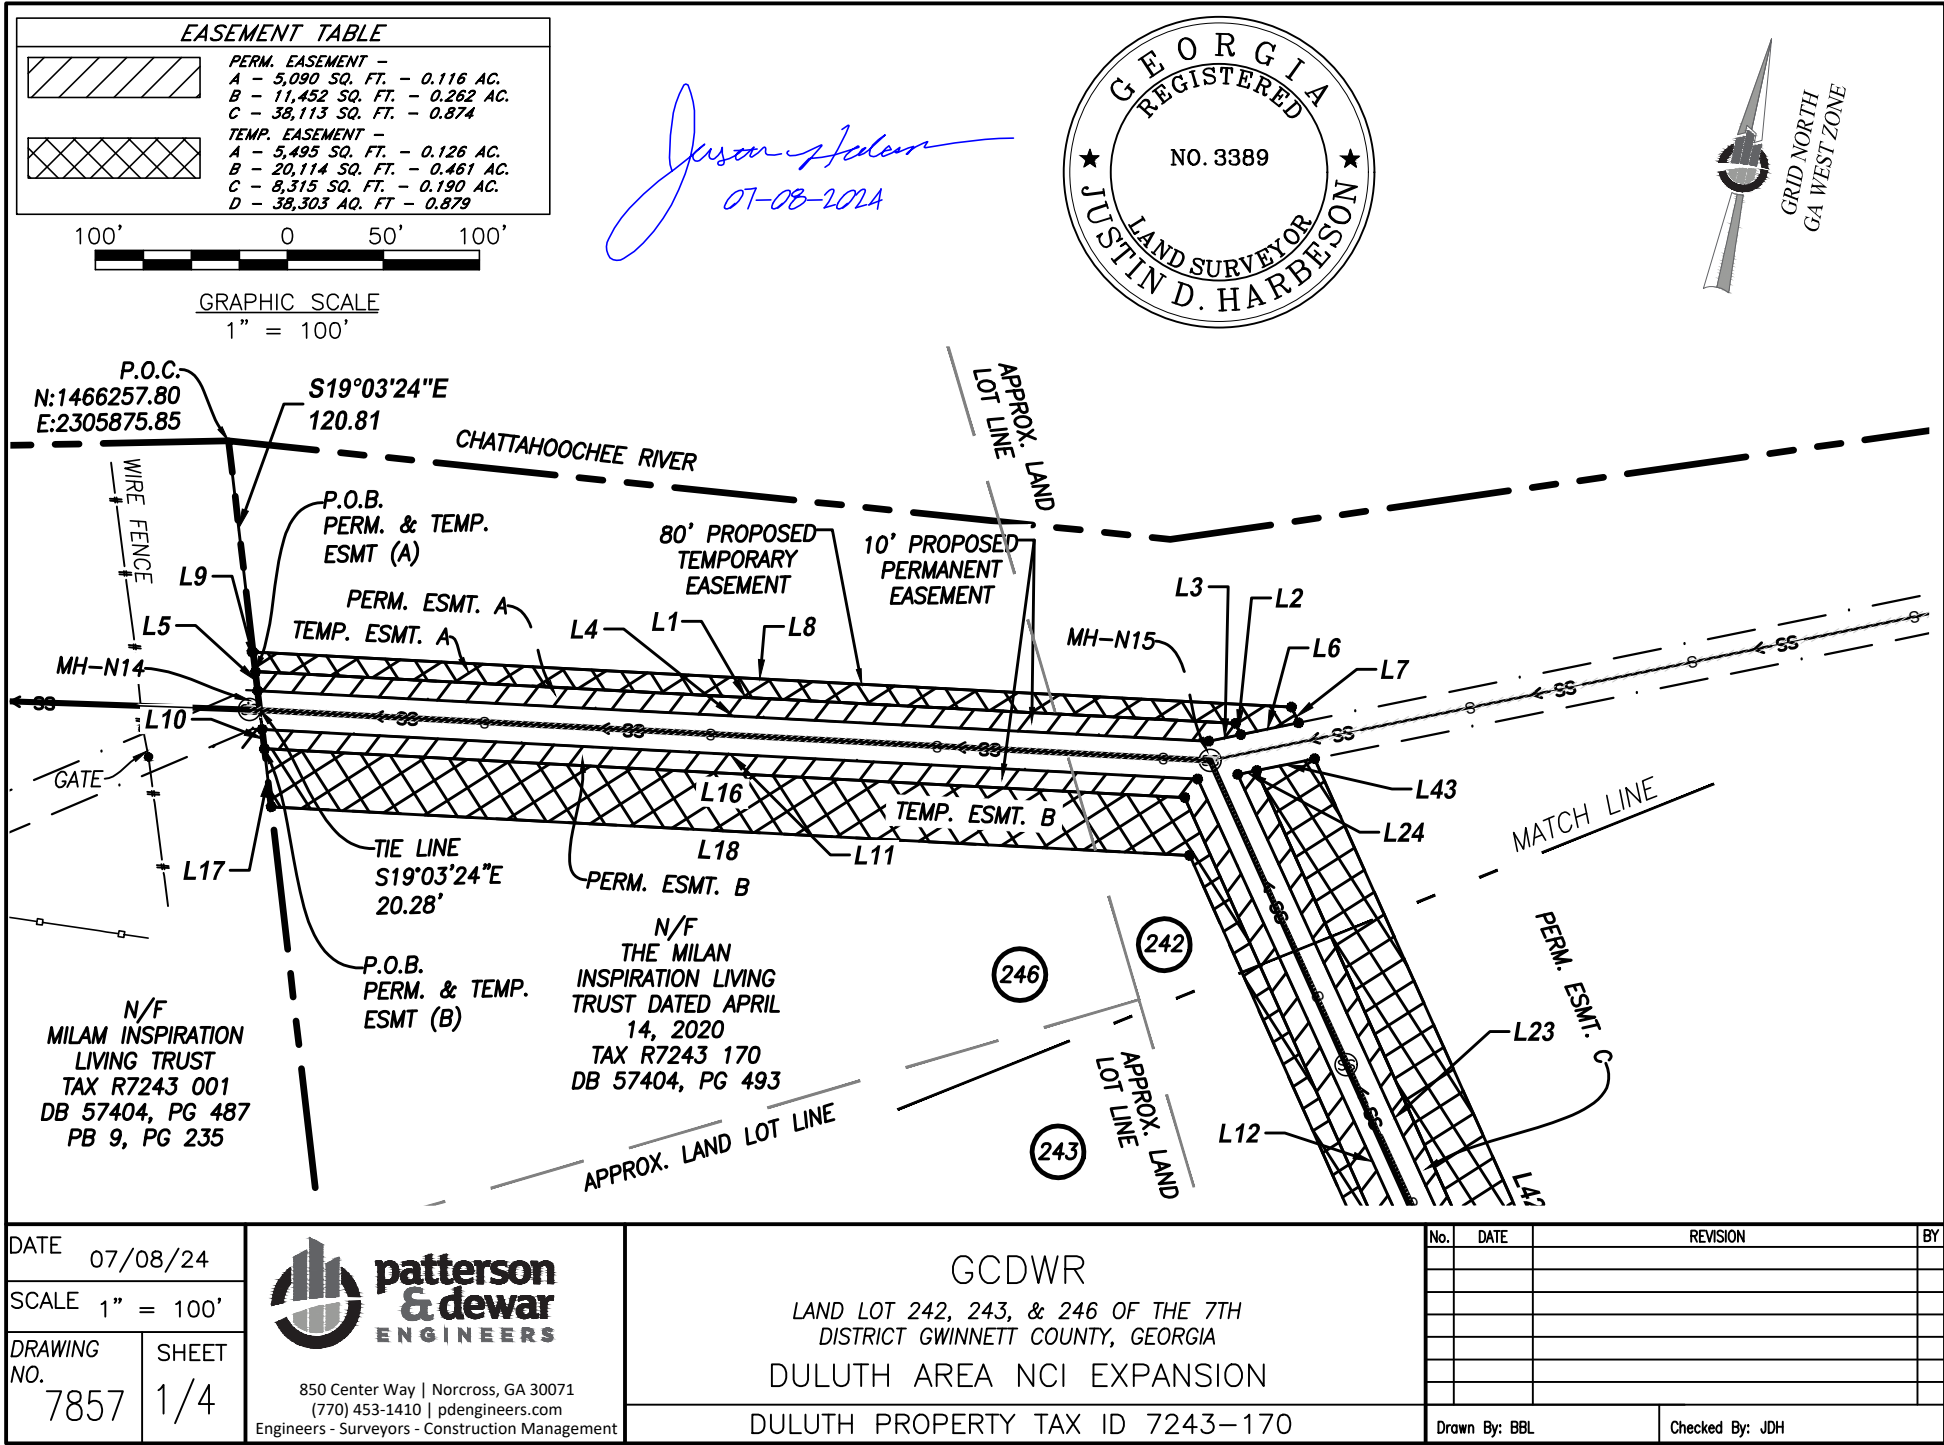 EASEMENT TABLE
PERM. EASEMENT -
A - 5,090 SQ. FT. - 0.116 AC.
B - 11,452 SQ. FT. - 0.262 AC.
C - 38,113 SQ. FT. - 0.874
TEMP. EASEMENT -
A - 5,495 SQ. FT. - 0.126 AC.
B - 20,114 SQ. FT. - 0.461 AC.
C - 8,315 SQ. FT. - 0.190 AC.
D - 38,303 AQ. FT - 0.879
100' 0 50' 100'
GRAPHIC SCALE
1" = 100'
07-08-2024
GEORGIA
REGISTERED
NO. 3389
LAND SURVEYOR
★ JUSTIN D. HARBESON ★
GRID NORTH
GA WEST ZONE
P.O.C.
N:1466257.80
E:2305875.85
S19°03'24"E
120.81
CHATTAHOOCHEE RIVER
APPROX. LAND
LOT LINE
WIRE FENCE
P.O.B.
PERM. & TEMP.
ESMT (A)
80' PROPOSED
TEMPORARY
EASEMENT
10' PROPOSED
PERMANENT
EASEMENT
L9
L5
MH-N14
L10
PERM. ESMT. A
TEMP. ESMT. A
L4
L1
L8
L3
L2
MH-N15
L6
L7
SS
SS
SS
SS
SS
SS
SS
S
S
S
S
S
S
S
S
GATE
L16
TEMP. ESMT. B
L43
L24
MATCH LINE
L17
TIE LINE
S19°03'24"E
20.28'
L18
L11
PERM. ESMT. B
P.O.B.
PERM. & TEMP.
ESMT (B)
N/F
THE MILAN
INSPIRATION LIVING
TRUST DATED APRIL
14, 2020
TAX R7243 170
DB 57404, PG 493
N/F
MILAM INSPIRATION
LIVING TRUST
TAX R7243 001
DB 57404, PG 487
PB 9, PG 235
246
242
243
APPROX. LAND LOT LINE
APPROX. LAND
LOT LINE
SS
SS
S
S
PERM. ESMT. C
L23
L12
L42
DATE 07/08/24
SCALE 1" = 100'
DRAWING
NO.
7857
SHEET
1/4
patterson
& dewar
ENGINEERS
850 Center Way | Norcross, GA 30071
(770) 453-1410 | pdengineers.com
Engineers - Surveyors - Construction Management
GCDWR
LAND LOT 242, 243, & 246 OF THE 7TH
DISTRICT GWINNETT COUNTY, GEORGIA
DULUTH AREA NCI EXPANSION
DULUTH PROPERTY TAX ID 7243-170
No. DATE REVISION BY
Drawn By: BBL
Checked By: JDH